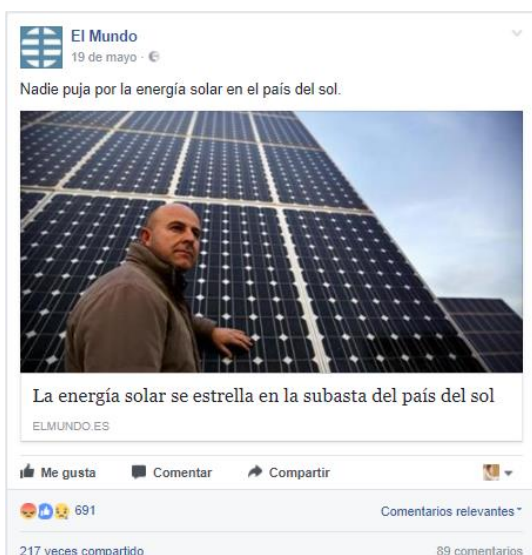 El Mundo
19 de mayo ·
Nadie puja por la energía solar en el país del sol.
La energía solar se estrella en la subasta del país del sol
ELMUNDO.ES
Me gusta Comentar Compartir
691 Comentarios relevantes
217 veces compartido 89 comentarios